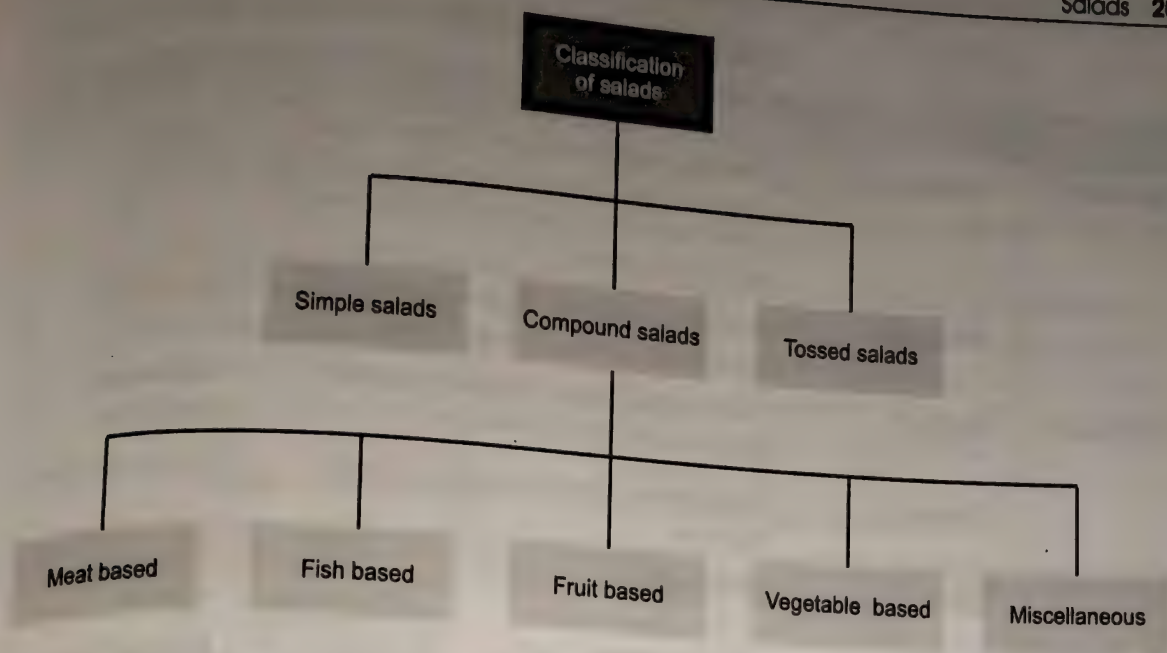 Salads
Classification
of salads
Simple salads
Compound salads
Tossed salads
Meat based
Fish based
Fruit based
Vegetable based
Miscellaneous